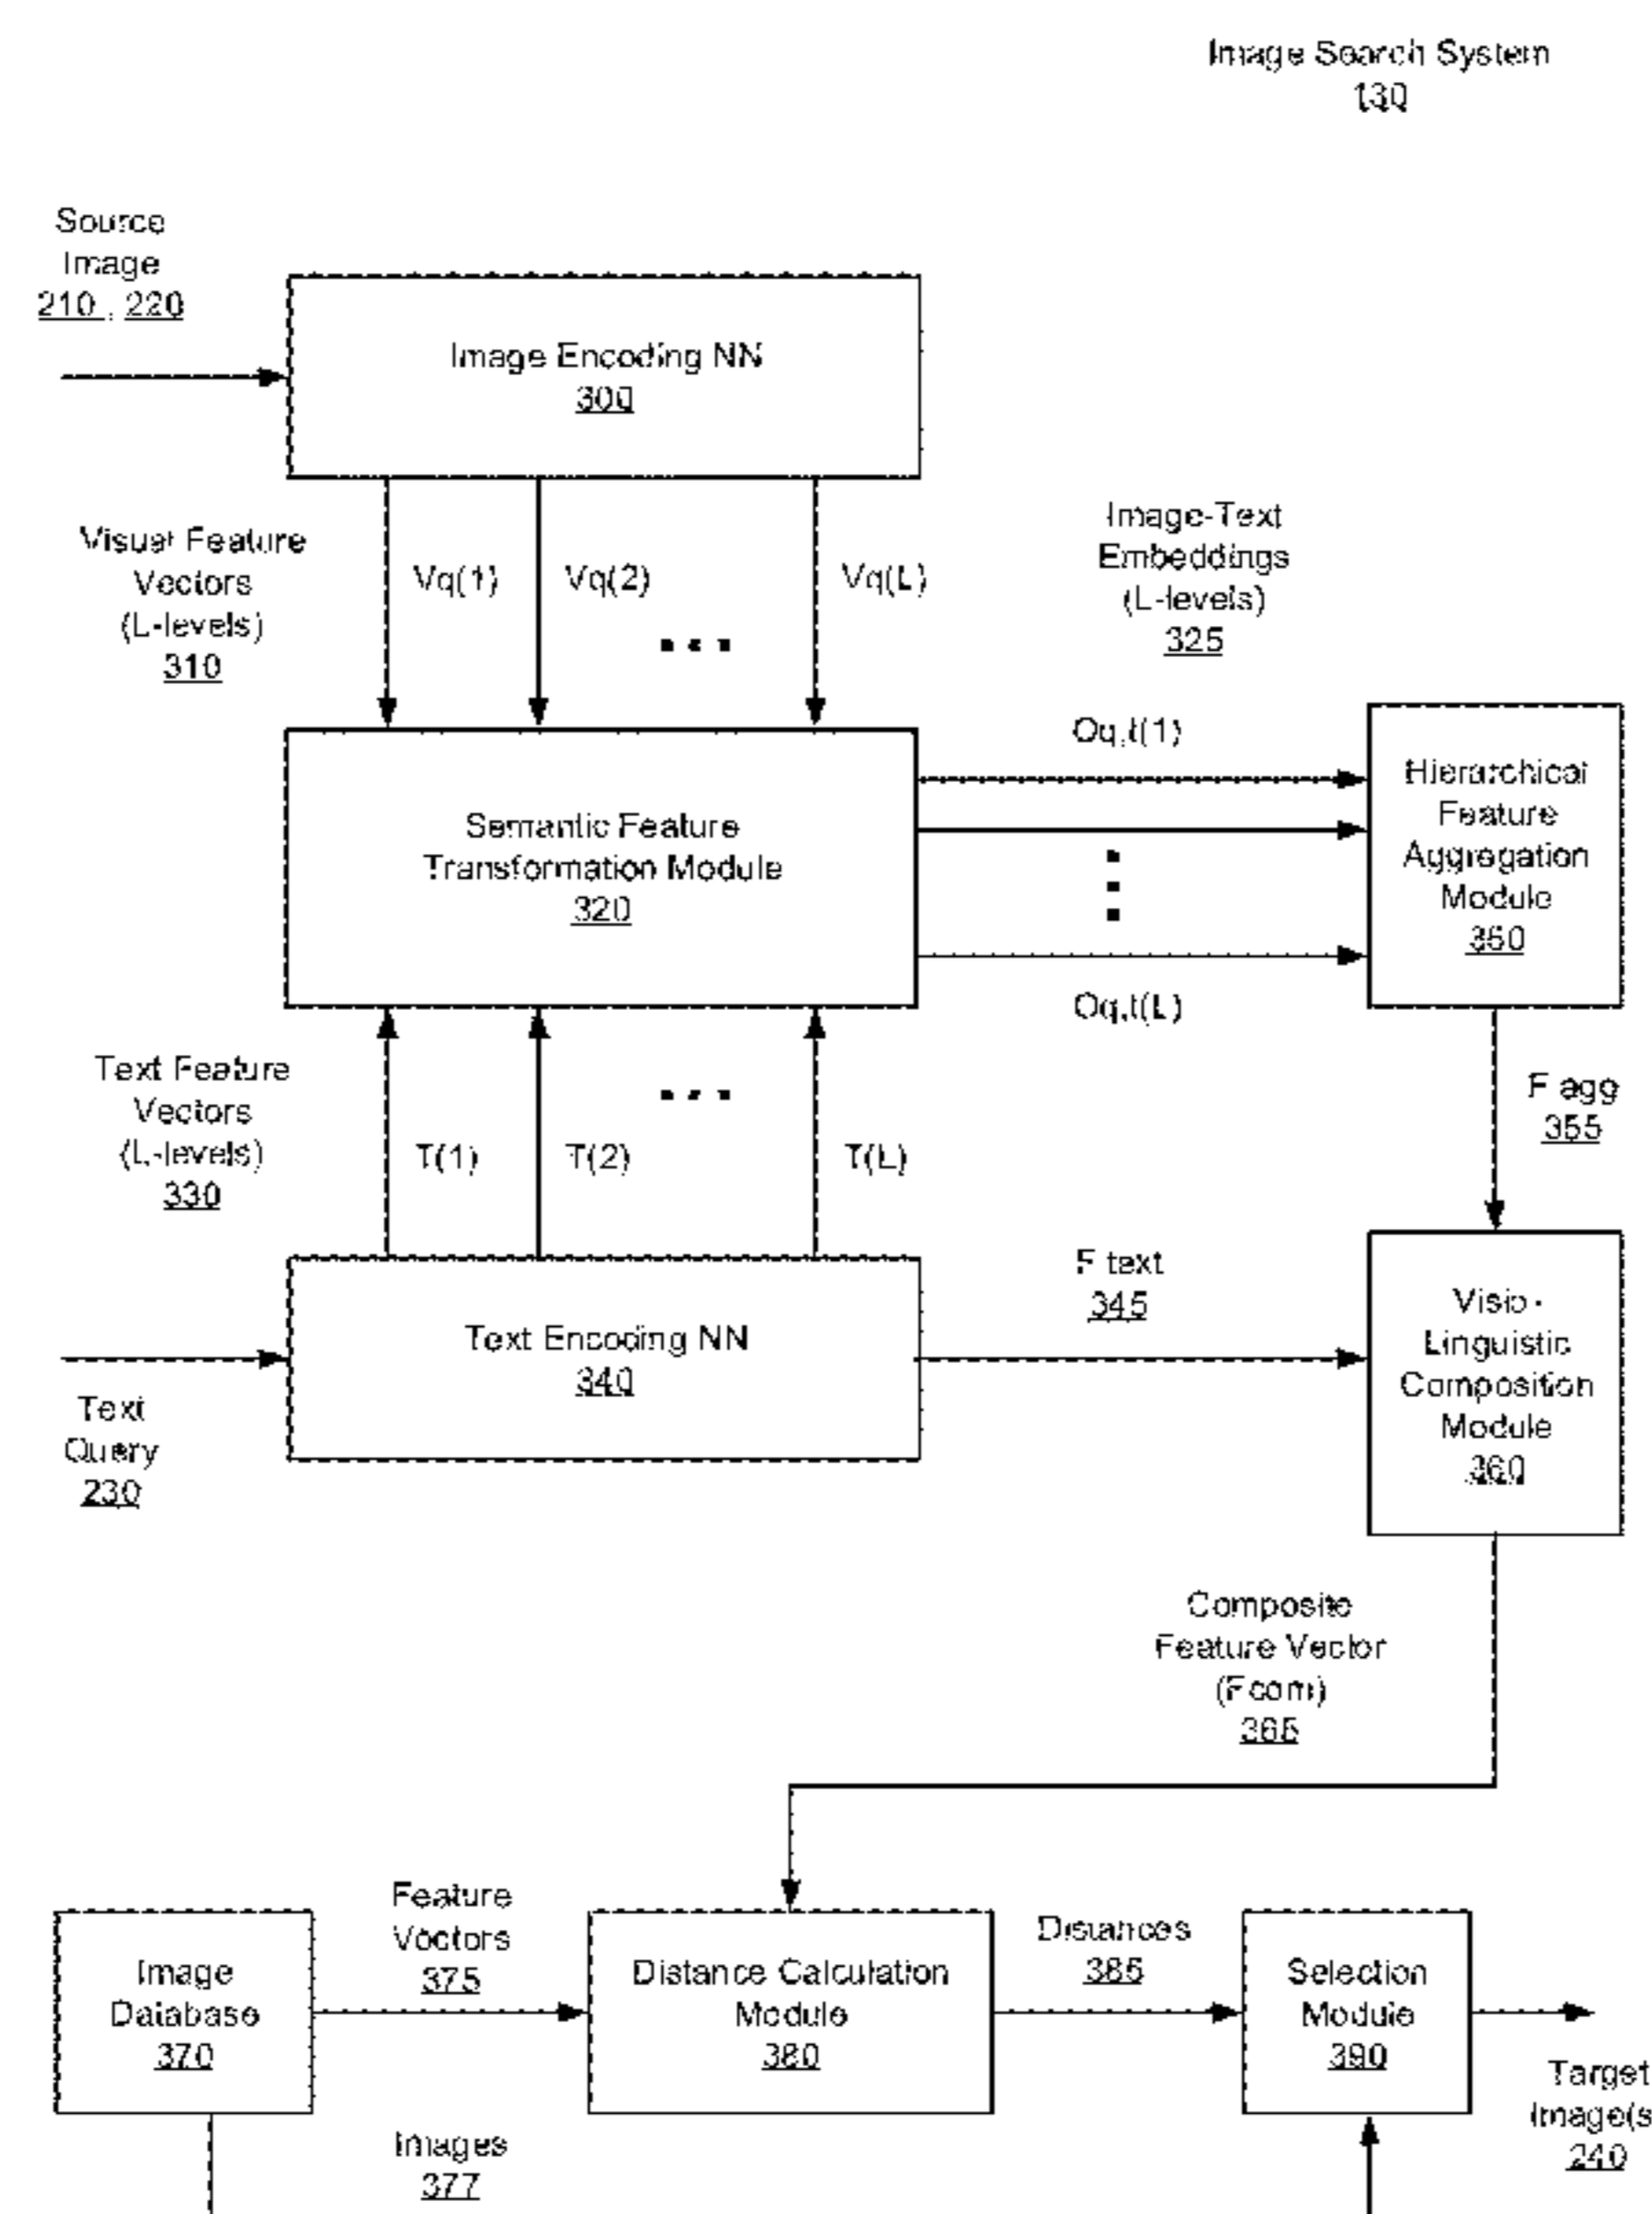 Image Search System
130
Source
Image
210 , 220
Image Encoding NN
300
Visual Feature
Vectors
(L-levels)
310
Vq(1)
Vq(2)
Vq(L)
Image-Text
Embeddings
(L-levels)
325
Semantic Feature
Transformation Module
320
Oq,t(1)
Oq,t(L)
Hierarchical
Feature
Aggregation
Module
350
Text Feature
Vectors
(L-levels)
330
T(1)
T(2)
T(L)
F agg
355
Text Encoding NN
340
Text
Query
230
F text
345
Visio-
Linguistic
Composition
Module
360
Composite
Feature Vector
(Fcom)
365
Image
Database
370
Feature
Vectors
375
Distance Calculation
Module
380
Distances
385
Selection
Module
390
Target
Image(s
240
Images
377